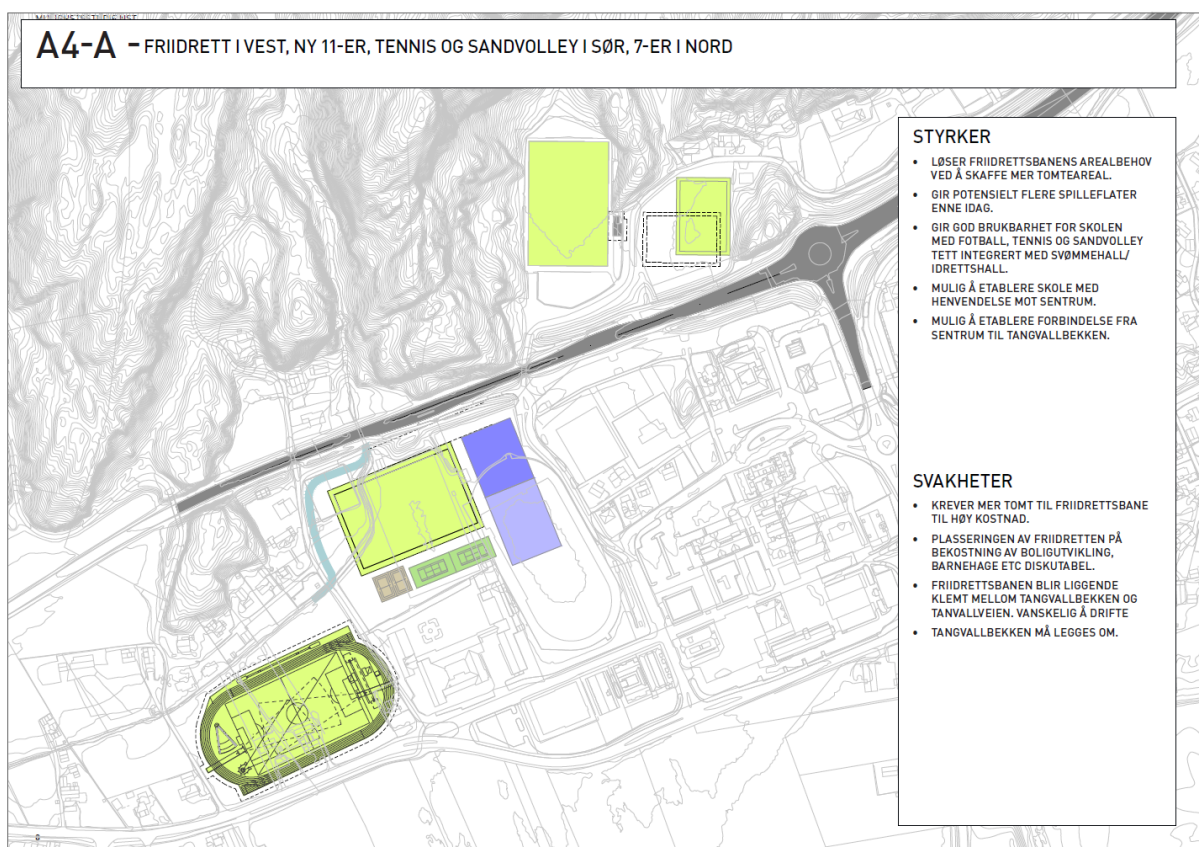 A4-A – FRIIDRETT I VEST, NY 11-ER, TENNIS OG SANDVOLLEY I SØR, 7-ER I NORD
STYRKER
• LØSER FRIIDRETTSBANENS AREALBEHOV
VED Å SKAFFE MER TOMTEAREAL.
• GIR POTENSIELT FLERE SPILLEFLATER
ENNE IDAG.
• GIR GOD BRUKBARHET FOR SKOLEN
MED FOTBALL, TENNIS OG SANDVOLLEY
TETT INTEGRERT MED SVØMMEHALL/
IDRETTSHALL.
• MULIG Å ETABLERE SKOLE MED
HENVENDELSE MOT SENTRUM.
• MULIG Å ETABLERE FORBINDELSE FRA
SENTRUM TIL TANGVALLBEKKEN.
SVAKHETER
• KREVER MER TOMT TIL FRIIDRETTSBANE
TIL HØY KOSTNAD.
• PLASSERINGEN AV FRIIDRETTEN PÅ
BEKOSTNING AV BOLIGUTVIKLING,
BARNEHAGE ETC DISKUTABEL.
• FRIIDRETTSBANEN BLIR LIGGENDE
KLEMT MELLOM TANGVALLBEKKEN OG
TANVALLVEIEN. VANSKELIG Å DRIFTE
• TANGVALLBEKKEN MÅ LEGGES OM.
8